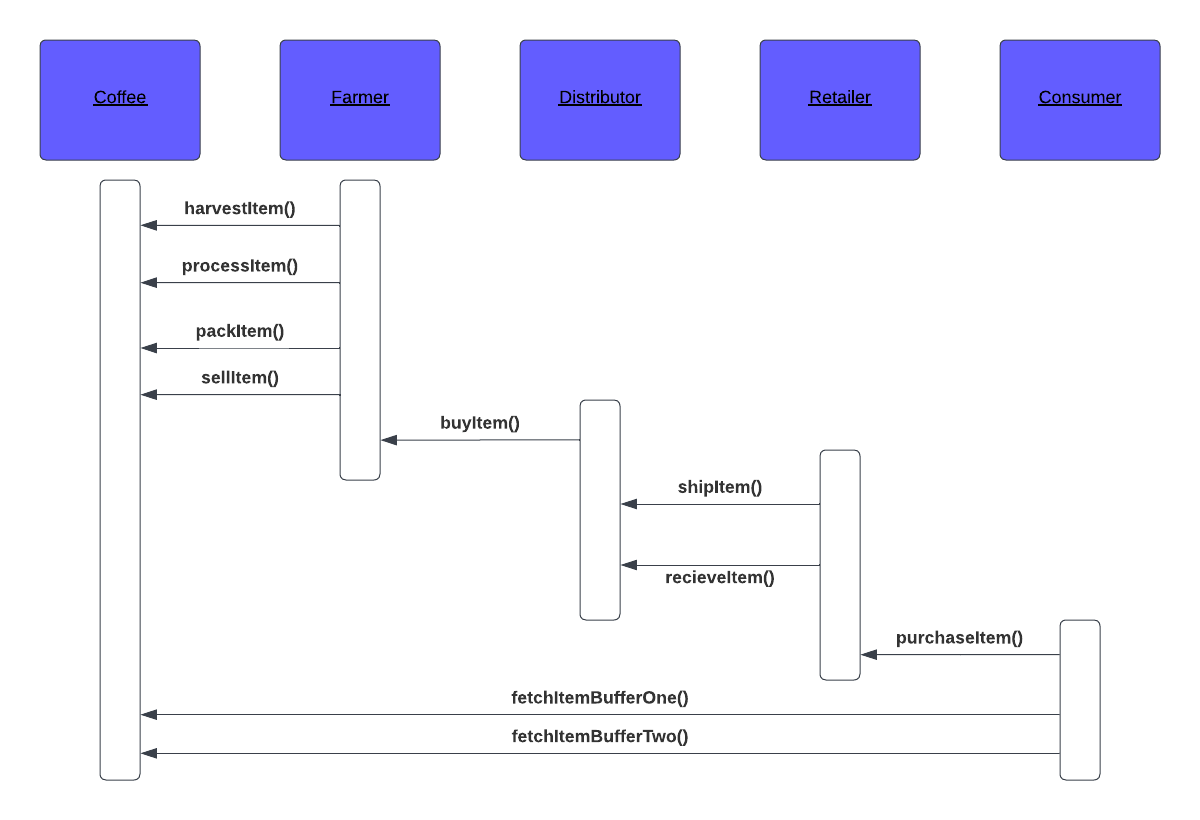 Coffee
Farmer
Distributor
Retailer
Consumer
harvestItem()
processItem()
packItem()
sellItem()
buyItem()
shipItem()
recieveItem()
purchaseItem()
fetchItemBufferOne()
fetchItemBufferTwo()